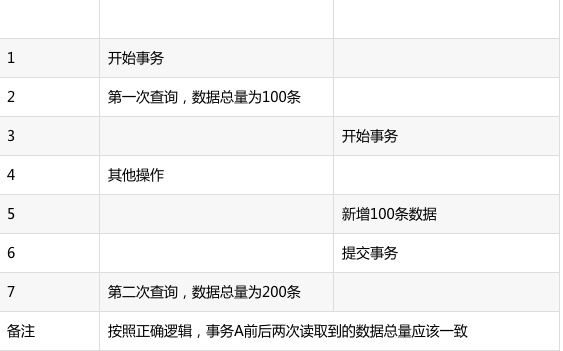 1 开始事务
2 第一次查询，数据总量为100条
3 开始事务
4 其他操作
5 新增100条数据
6 提交事务
7 第二次查询，数据总量为200条
备注 按照正确逻辑，事务A前后两次读取到的数据总量应该一致